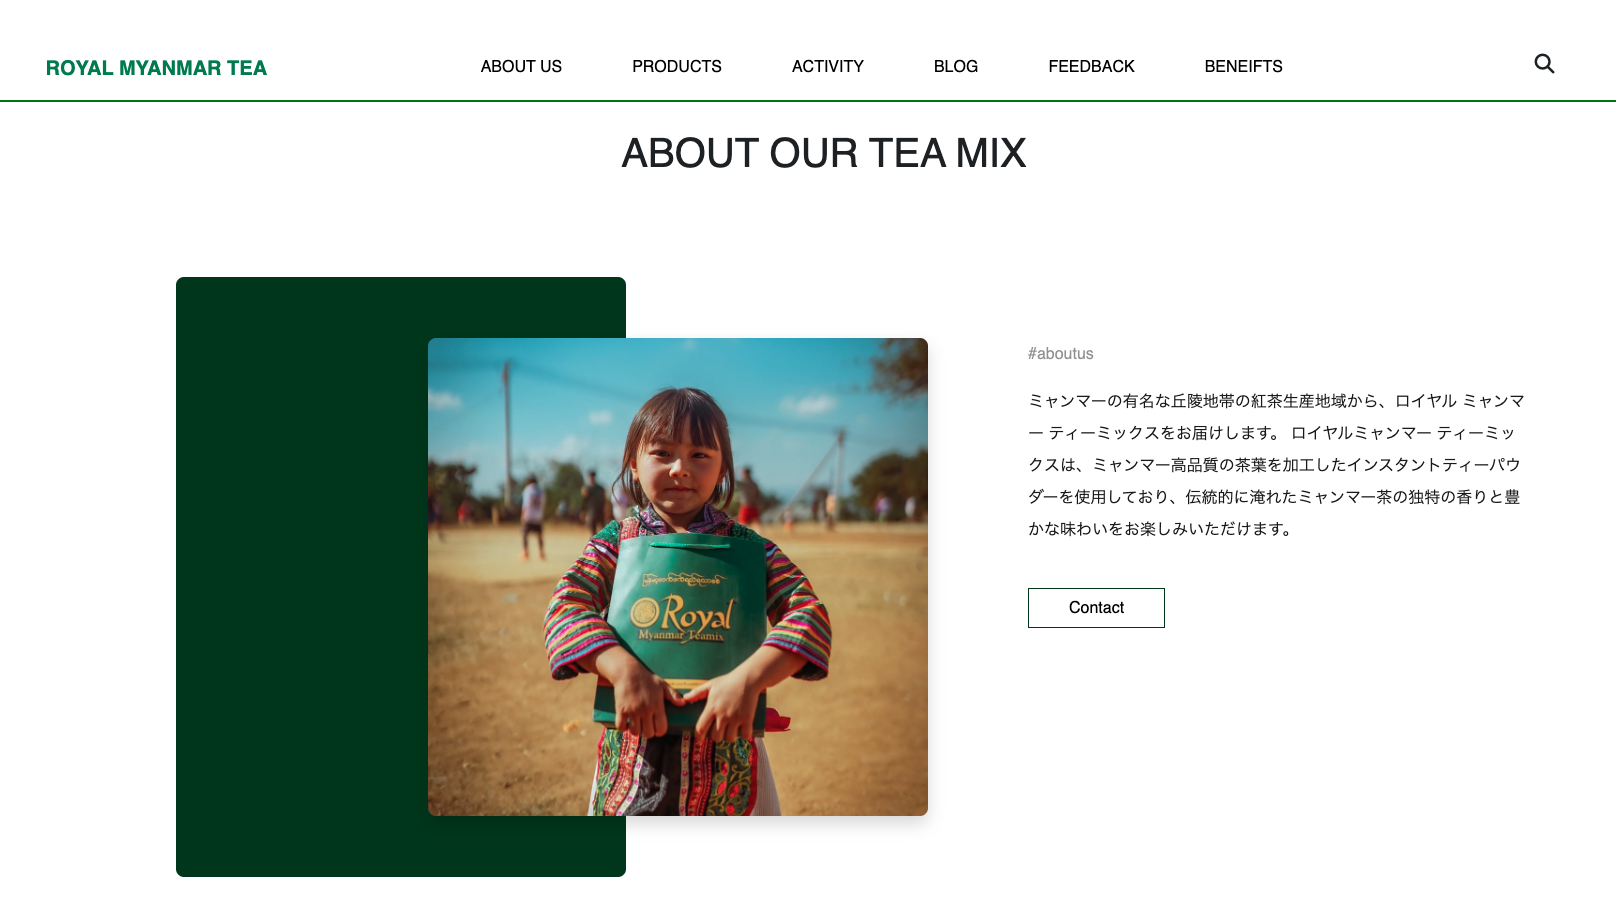 ROYAL MYANMAR TEA
ABOUT US
PRODUCTS
ACTIVITY
BLOG
FEEDBACK
BENEIFTS
ABOUT OUR TEA MIX
#aboutus
ミャンマーの有名な丘陵地帯の紅茶生産地域から、ロイヤル ミャンマ
ー ティーミックスをお届けします。 ロイヤルミャンマー ティーミッ
クスは、ミャンマー高品質の茶葉を加工したインスタントティーパウ
ダーを使用しており、伝統的に淹れたミャンマー茶の独特の香りと豊
かな味わいをお楽しみいただけます。
Contact
Royal
Myanmar Teamix